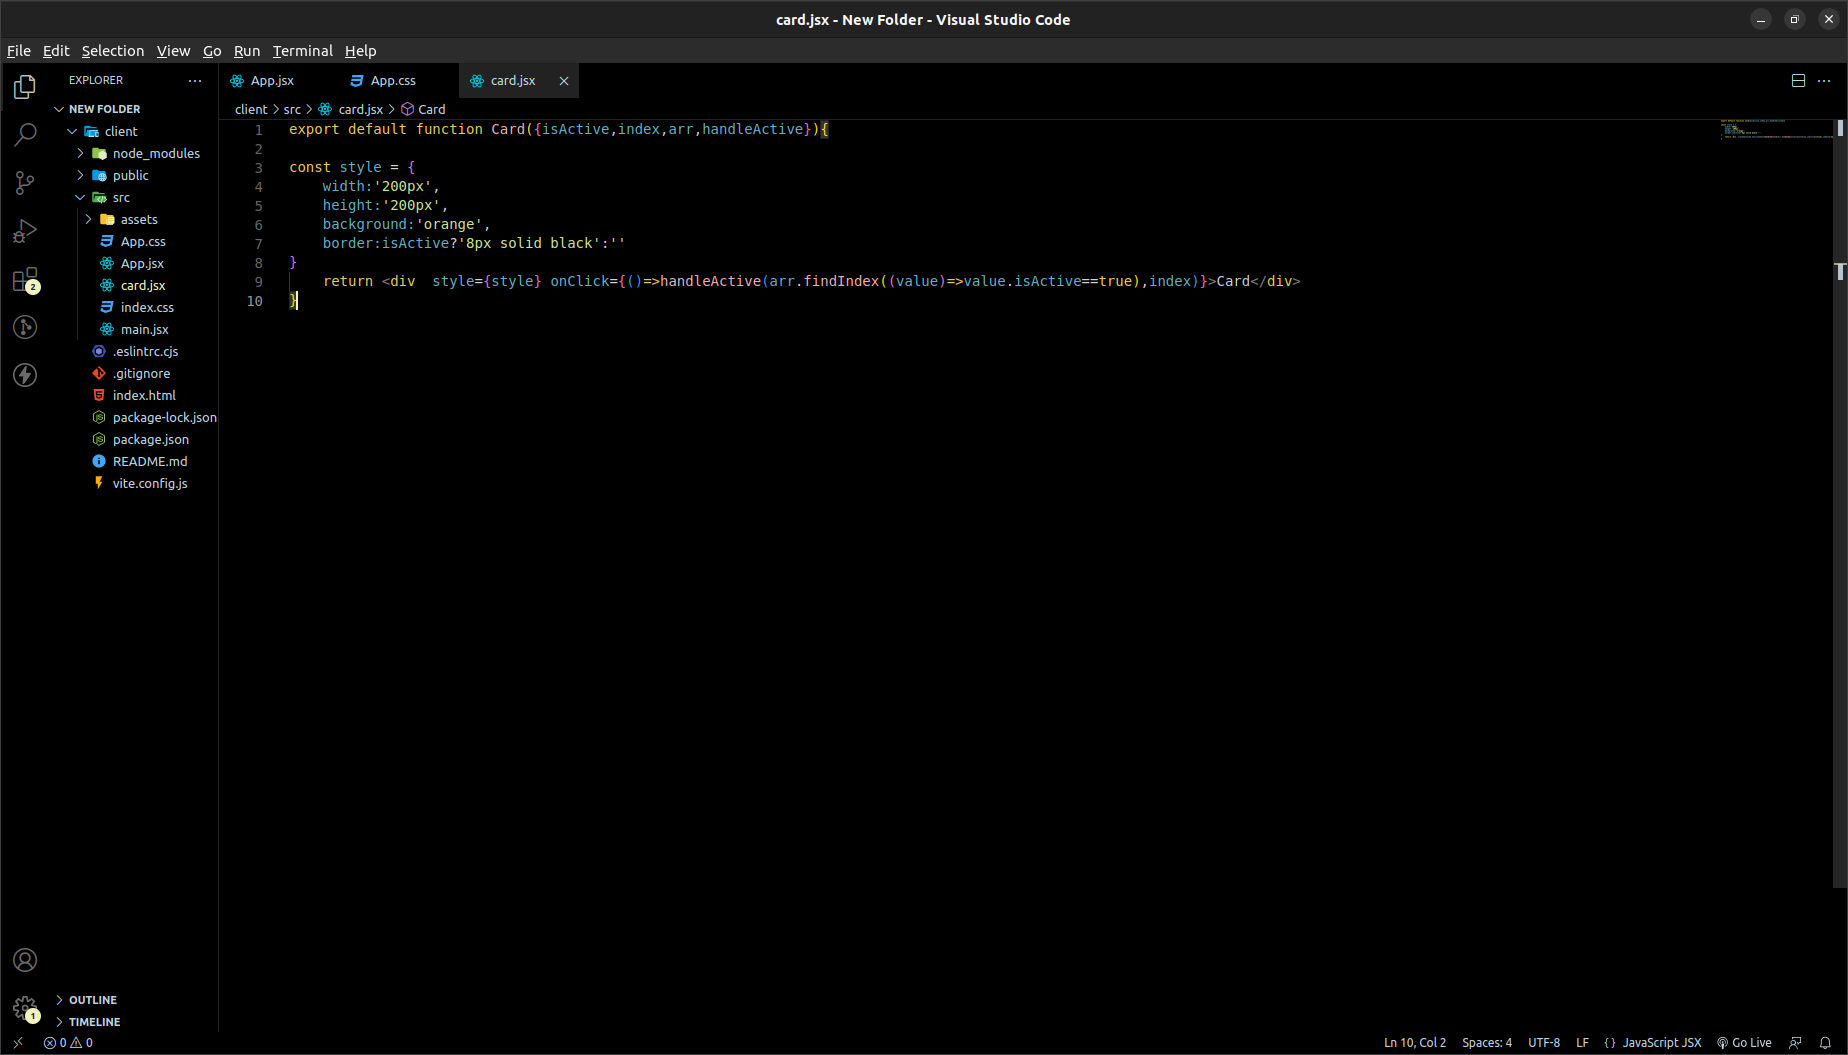 card.jsx - New Folder - Visual Studio Code
File Edit Selection View Go Run Terminal Help
EXPLORER
NEW FOLDER
client
node_modules
public
src
assets
App.css
App.jsx
card.jsx
index.css
main.jsx
.eslintrc.cjs
.gitignore
index.html
package-lock.json
package.json
README.md
vite.config.js
OUTLINE
TIMELINE
2
1
App.jsx App.css card.jsx
client > src > card.jsx > Card
1 export default function Card({isActive,index,arr,handleActive}){
2
3 const style = {
4     width:'200px',
5     height:'200px',
6     background:'orange',
7     border:isActive?'8px solid black':''
8 }
9     return <div  style={style} onClick={()=>handleActive(arr.findIndex((value)=>value.isActive==true),index)}>Card</div>
10 }
0 0 Ln 10, Col 2 Spaces: 4 UTF-8 LF {} JavaScript JSX Go Live